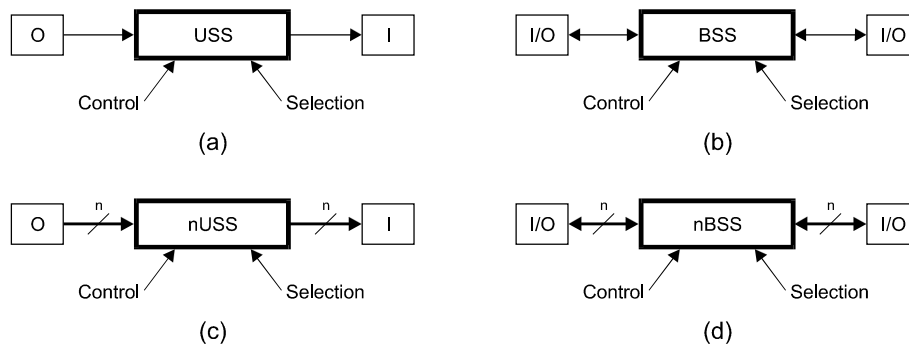 O USS I
Control Selection
(a)
I/O BSS I/O
Control Selection
(b)
n n
O nUSS I
Control Selection
(c)
n n
I/O nBSS I/O
Control Selection
(d)